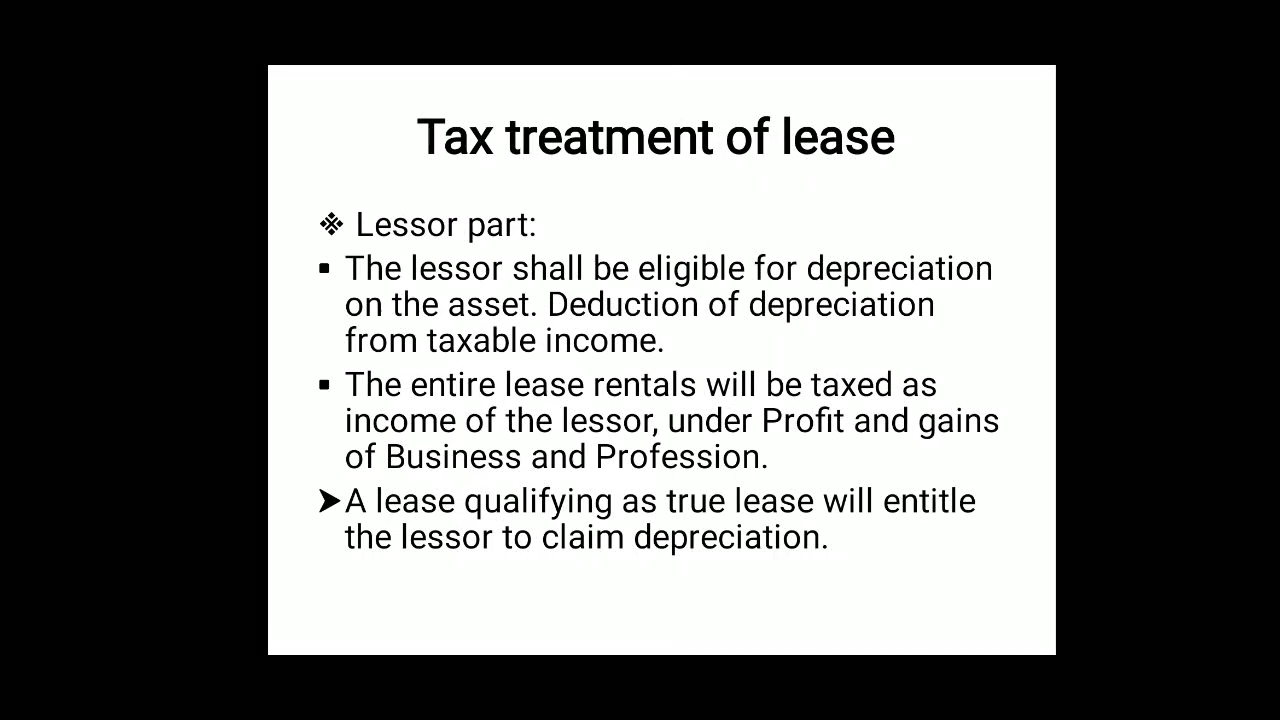 Tax treatment of lease
❖ Lessor part:
▪ The lessor shall be eligible for depreciation
on the asset. Deduction of depreciation
from taxable income.
▪ The entire lease rentals will be taxed as
income of the lessor, under Profit and gains
of Business and Profession.
➤A lease qualifying as true lease will entitle
the lessor to claim depreciation.